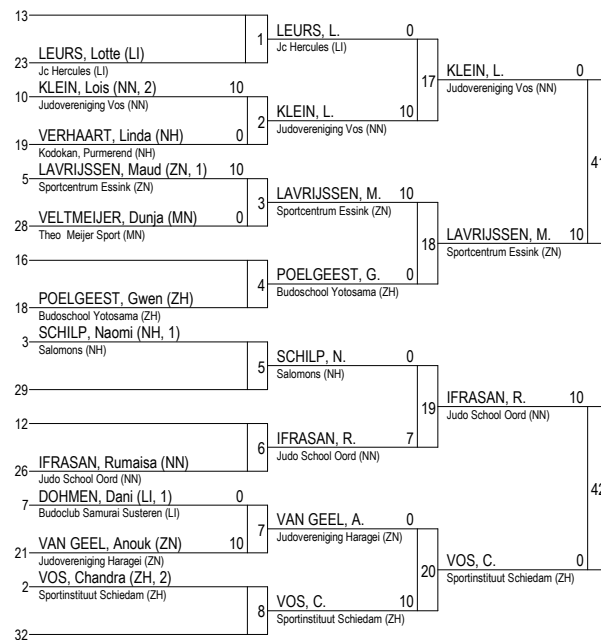 13
1
LEURS, L. 0
Jc Hercules (LI)
LEURS, Lotte (LI)
23
Jc Hercules (LI)
17
KLEIN, L. 0
Judovereniging Vos (NN)
KLEIN, Lois (NN, 2) 10
10
Judovereniging Vos (NN)
2
KLEIN, L. 10
Judovereniging Vos (NN)
VERHAART, Linda (NH) 0
19
Kodokan, Purmerend (NH)
41
LAVRIJSSEN, Maud (ZN, 1) 10
5
Sportcentrum Essink (ZN)
3
LAVRIJSSEN, M. 10
Sportcentrum Essink (ZN)
VELTMEIJER, Dunja (MN) 0
28
Theo Meijer Sport (MN)
18
LAVRIJSSEN, M. 10
Sportcentrum Essink (ZN)
16
4
POELGEEST, G. 0
Budoschool Yotosama (ZH)
POELGEEST, Gwen (ZH)
18
Budoschool Yotosama (ZH)
SCHILP, Naomi (NH, 1)
3
Salomons (NH)
5
SCHILP, N. 0
Salomons (NH)
29
19
IFRASAN, R. 10
Judo School Oord (NN)
12
6
IFRASAN, R. 7
Judo School Oord (NN)
IFRASAN, Rumaisa (NN)
26
Judo School Oord (NN)
42
DOHMEN, Dani (LI, 1) 0
7
Budoclub Samurai Susteren (LI)
7
VAN GEEL, A. 0
Judovereniging Haragei (ZN)
VAN GEEL, Anouk (ZN) 10
21
Judovereniging Haragei (ZN)
20
VOS, C. 0
Sportinstituut Schiedam (ZH)
VOS, Chandra (ZH, 2)
2
Sportinstituut Schiedam (ZH)
8
VOS, C. 10
Sportinstituut Schiedam (ZH)
32